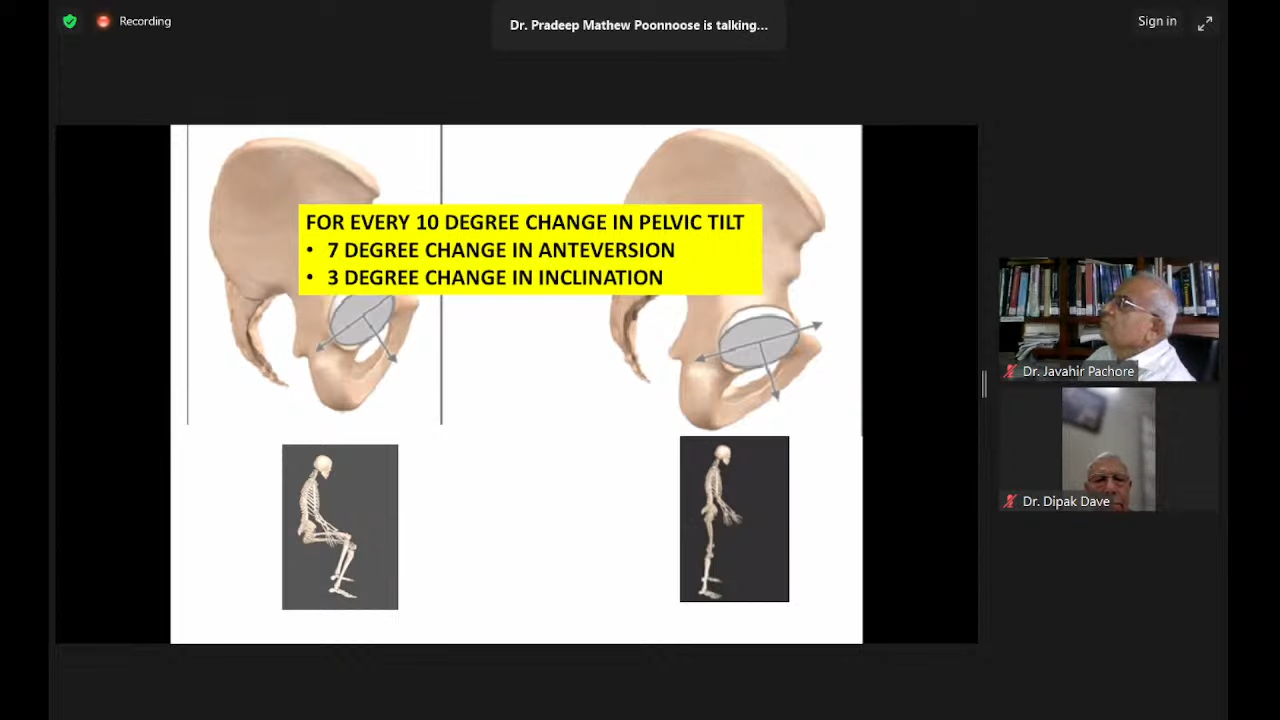 Recording
Dr. Pradeep Mathew Poonnoose is talking...
Sign in
FOR EVERY 10 DEGREE CHANGE IN PELVIC TILT
• 7 DEGREE CHANGE IN ANTEVERSION
• 3 DEGREE CHANGE IN INCLINATION
Dr. Javahir Pachore
Dr. Dipak Dave